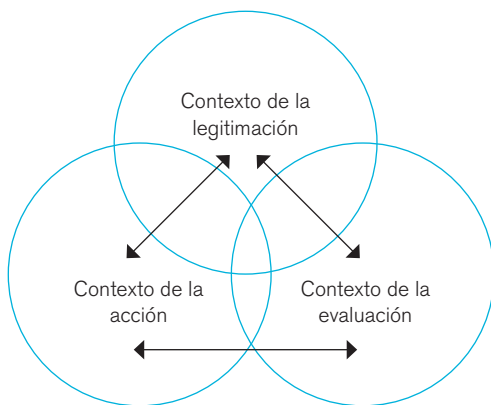 Contexto de la
legitimación
Contexto de la
acción
Contexto de la
evaluación